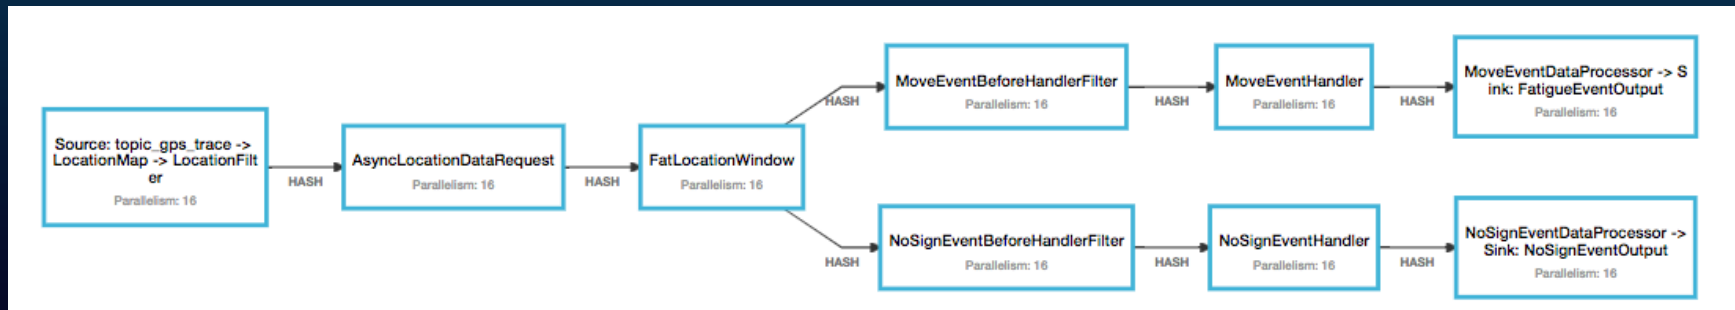 Source: topic_gps_trace ->
LocationMap -> LocationFilt
er
Parallelism: 16
HASH
AsyncLocationDataRequest
Parallelism: 16
HASH
FatLocationWindow
Parallelism: 16
HASH
MoveEventBeforeHandlerFilter
Parallelism: 16
HASH
MoveEventHandler
Parallelism: 16
HASH
MoveEventDataProcessor -> S
ink: FatigueEventOutput
Parallelism: 16
HASH
NoSignEventBeforeHandlerFilter
Parallelism: 16
HASH
NoSignEventHandler
Parallelism: 16
HASH
NoSignEventDataProcessor ->
Sink: NoSignEventOutput
Parallelism: 16